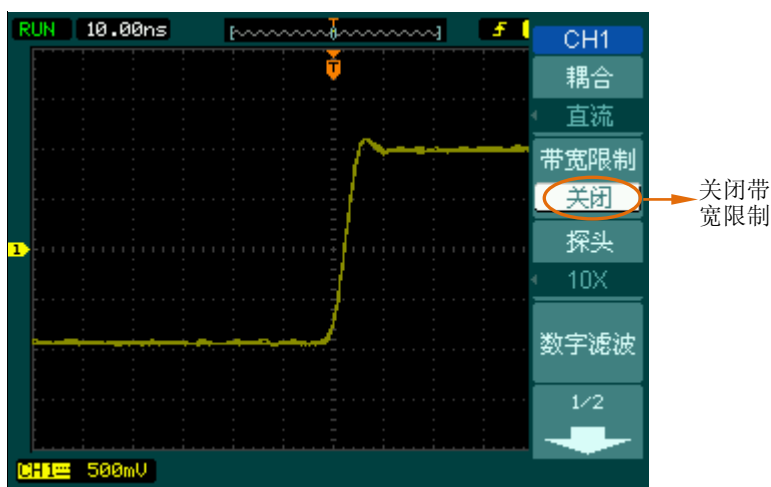 RUN 10.00ns
T
T
CH1
耦合
直流
带宽限制
关闭
探头
10X
数字滤波
1/2
1
CH1 500mV
关闭带
宽限制